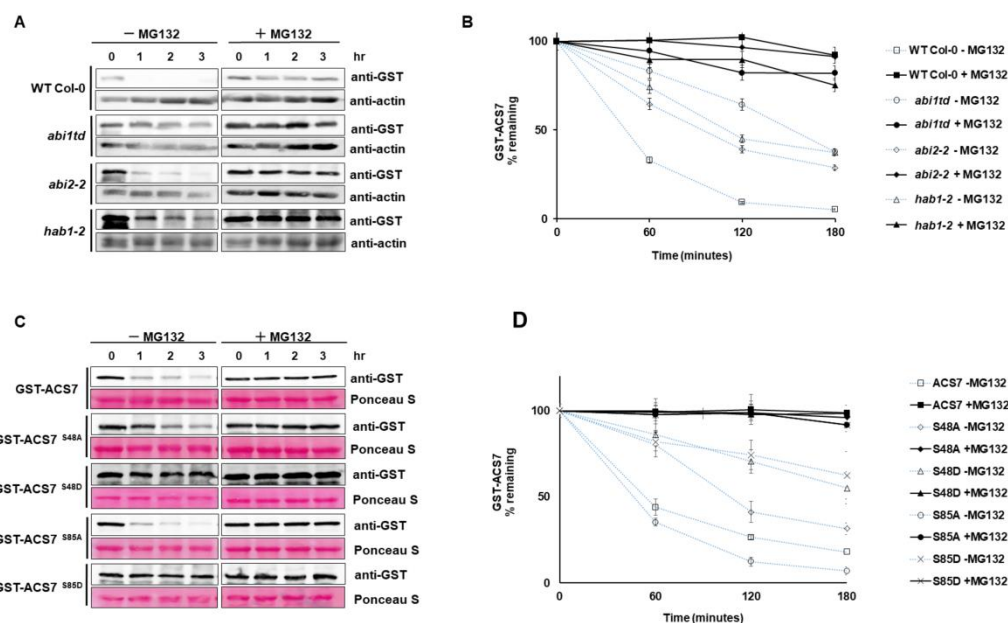 A
− MG132 + MG132
0 1 2 3 0 1 2 3 hr
WT Col-0 anti-GST
anti-actin
abi1td anti-GST
anti-actin
abi2-2 anti-GST
anti-actin
hab1-2 anti-GST
anti-actin
B
100
50
0
0 60 120 180
GST-ACS7
% remaining
Time (minutes)
WT Col-0 - MG132
WT Col-0 + MG132
abi1td - MG132
abi1td + MG132
abi2-2 - MG132
abi2-2 + MG132
hab1-2 - MG132
hab1-2 + MG132
C
− MG132 + MG132
0 1 2 3 0 1 2 3 hr
GST-ACS7 anti-GST
Ponceau S
GST-ACS7 S48A anti-GST
Ponceau S
GST-ACS7 S48D anti-GST
Ponceau S
GST-ACS7 S85A anti-GST
Ponceau S
GST-ACS7 S85D anti-GST
Ponceau S
D
100
50
0
0 60 120 180
GST-ACS7
% remaining
Time (minutes)
ACS7 -MG132
ACS7 +MG132
S48A -MG132
S48A +MG132
S48D -MG132
S48D +MG132
S85A -MG132
S85A +MG132
S85D -MG132
S85D +MG132